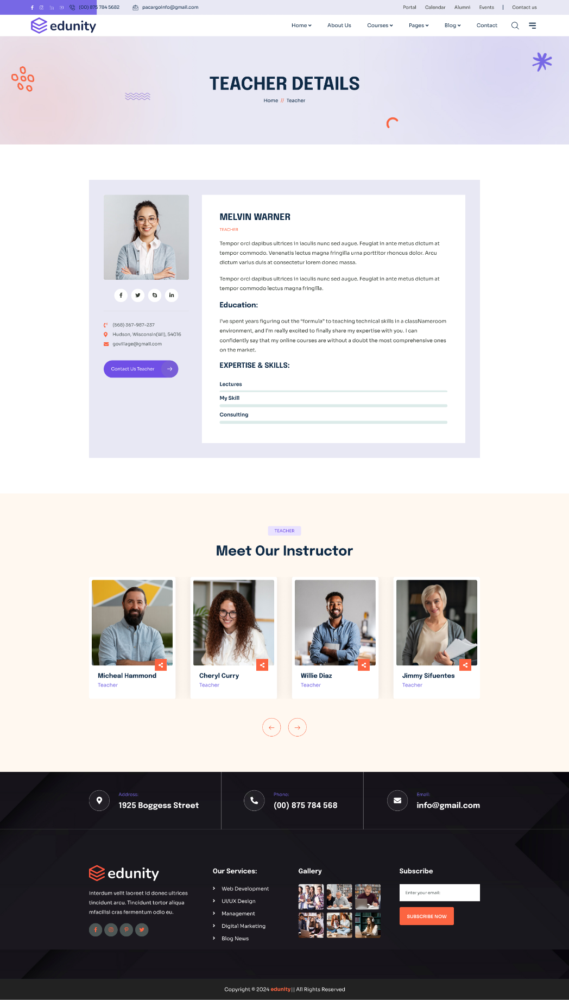 (00) 875 784 5682 pacargoinfo@gmail.com Portal Calendar Alumni Events | Contact us
edunity Home About Us Courses Pages Blog Contact
TEACHER DETAILS
Home // Teacher
MELVIN WARNER
TEACHER
Tempor orci dapibus ultrices in iaculis nunc sed augue. Feugiat in ante metus dictum at
tempor commodo. Venenatis lectus magna fringilla urna porttitor rhoncus dolor. Arcu
dictum varius duis at consectetur lorem donec massa.
Tempor orci dapibus ultrices in iaculis nunc sed augue. Feugiat in ante metus dictum at
tempor commodo lectus magna fringilla.
Education:
I've spent years figuring out the “formula” to teaching technical skills in a classNameroom
environment, and I'm really excited to finally share my expertise with you. I can
confidently say that my online courses are without a doubt the most comprehensive ones
on the market.
EXPERTISE & SKILLS:
Lectures
My Skill
Consulting
(568) 367-987-237
Hudson, Wisconsin(WI), 54016
govillage@gmail.com
Contact Us Teacher
TEACHER
Meet Our Instructor
Micheal Hammond
Teacher
Cheryl Curry
Teacher
Willie Diaz
Teacher
Jimmy Sifuentes
Teacher
Address:
1925 Boggess Street
Phone:
(00) 875 784 568
Email:
info@gmail.com
edunity
Interdum velit laoreet id donec ultrices
tincidunt arcu. Tincidunt tortor aliqua
mfacilisi cras fermentum odio eu.
Our Services:
Web Development
UI/UX Design
Management
Digital Marketing
Blog News
Gallery
Subscribe
Enter your email:
SUBSCRIBE NOW
Copyright © 2024 edunity|| All Rights Reserved